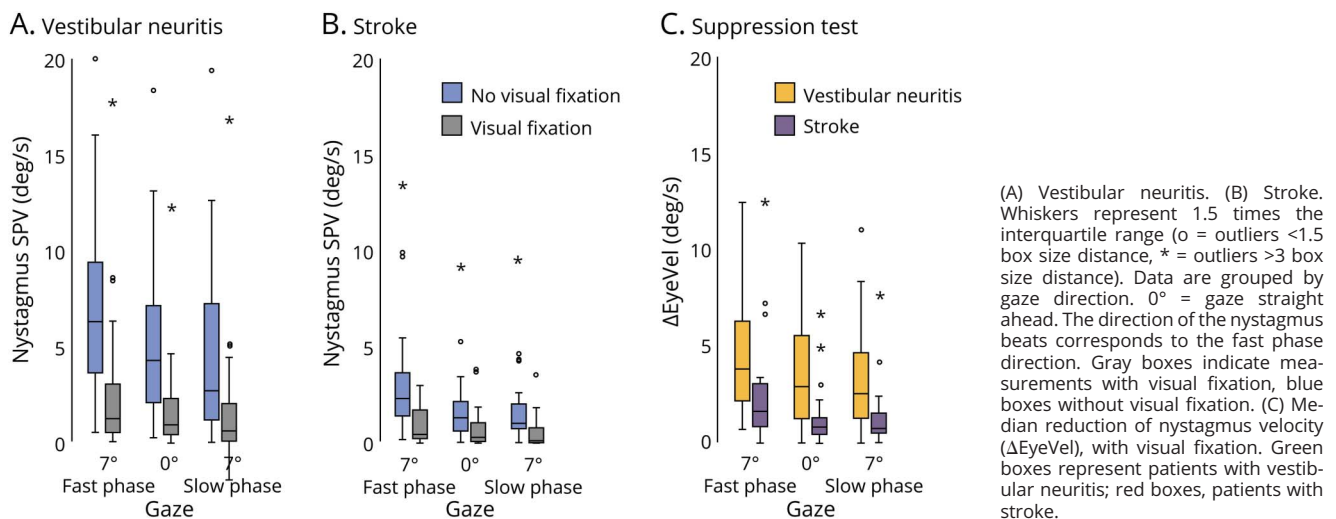 A. Vestibular neuritis
20
15
10
5
0
Nystagmus SPV (deg/s)
7° 0° 7°
Fast phase Slow phase
Gaze
B. Stroke
20
15
10
5
0
Nystagmus SPV (deg/s)
No visual fixation
Visual fixation
7° 0° 7°
Fast phase Slow phase
Gaze
C. Suppression test
20
15
10
5
0
ΔEyeVel (deg/s)
Vestibular neuritis
Stroke
7° 0° 7°
Fast phase Slow phase
Gaze
(A) Vestibular neuritis. (B) Stroke.
Whiskers represent 1.5 times the
interquartile range (o = outliers <1.5
box size distance, * = outliers >3 box
size distance). Data are grouped by
gaze direction. 0° = gaze straight
ahead. The direction of the nystagmus
beats corresponds to the fast phase
direction. Gray boxes indicate mea-
surements with visual fixation, blue
boxes without visual fixation. (C) Me-
dian reduction of nystagmus velocity
(ΔEyeVel), with visual fixation. Green
boxes represent patients with vestib-
ular neuritis; red boxes, patients with
stroke.